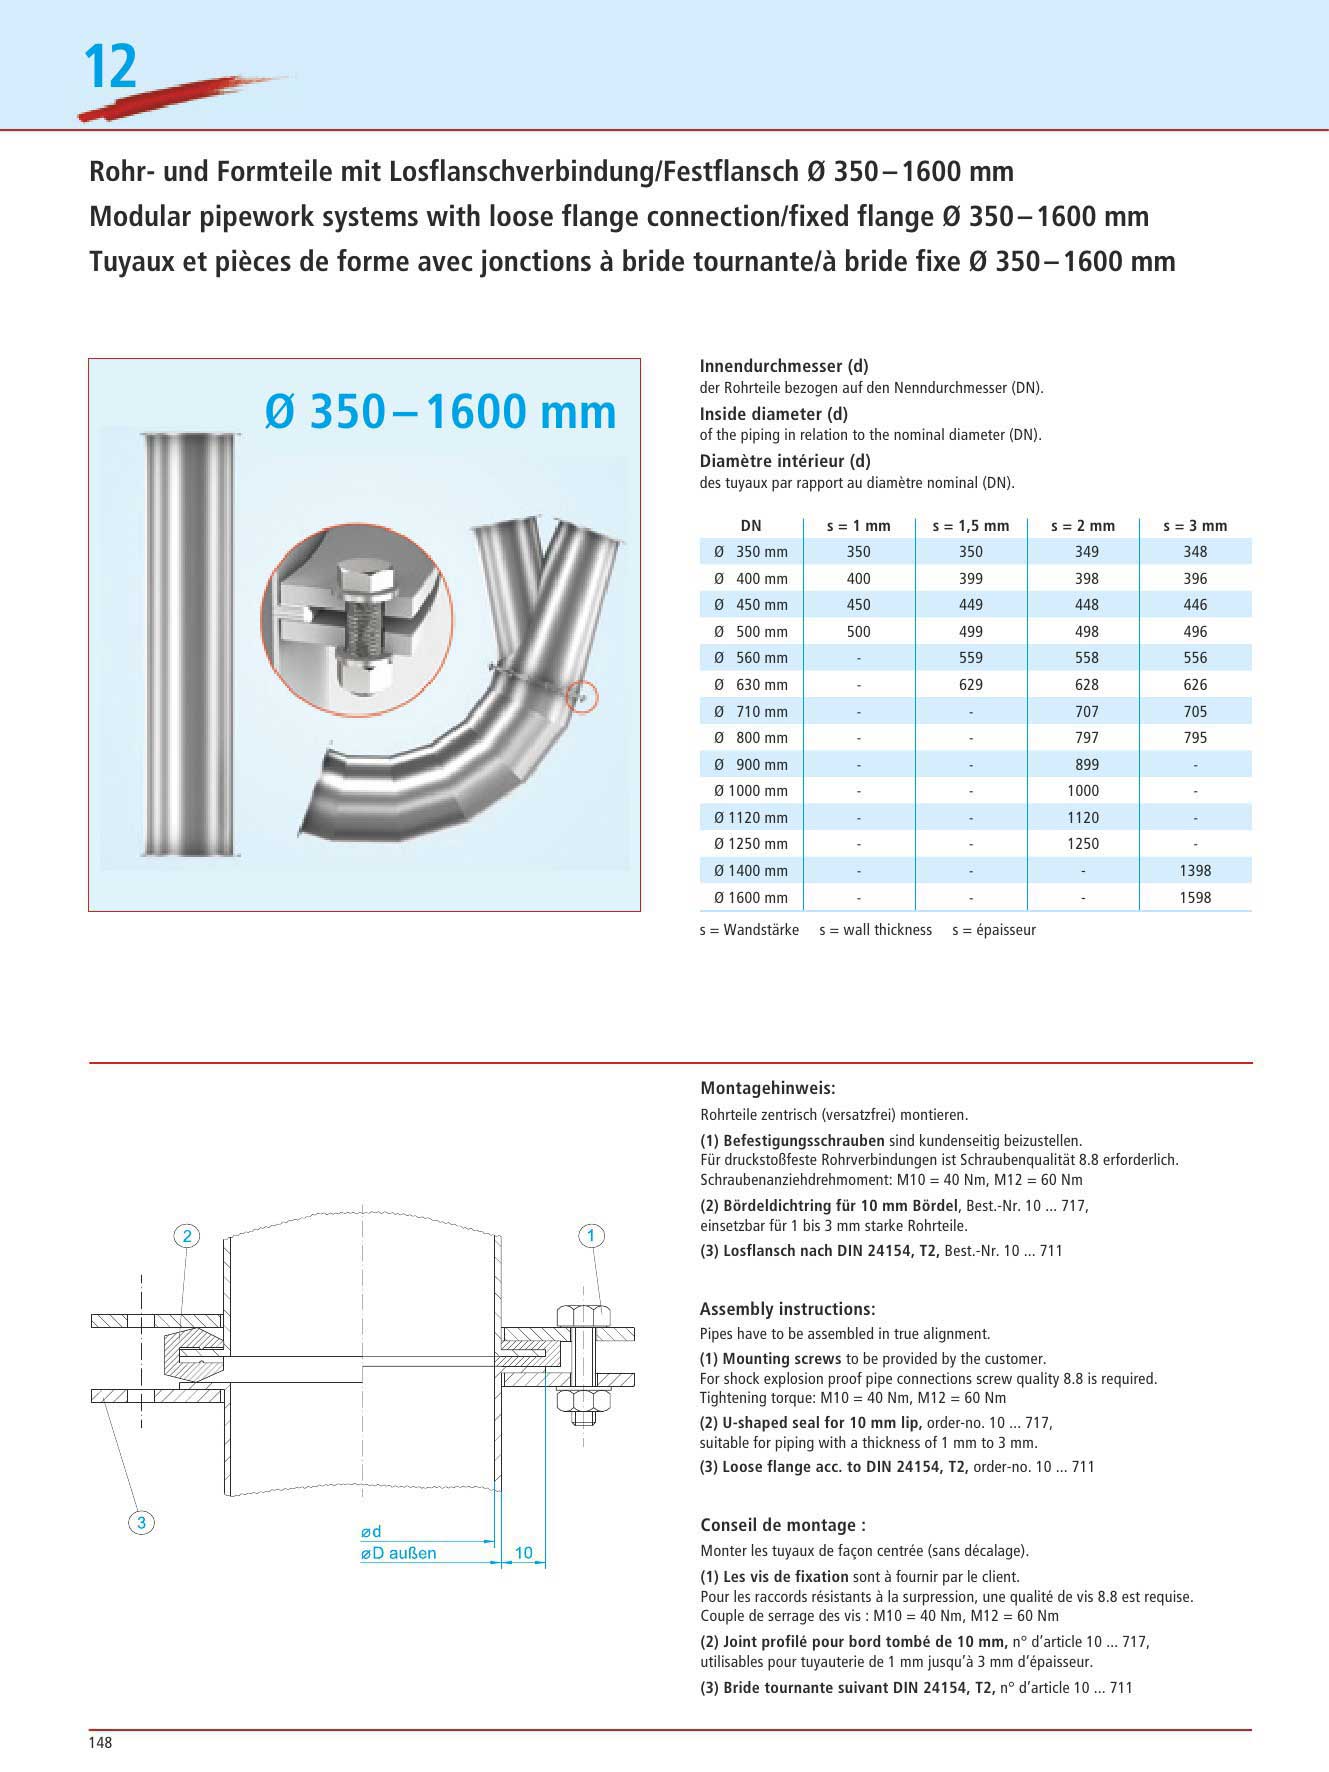 12
Rohr- und Formteile mit Losflanschverbindung/Festflansch Ø 350 – 1600 mm
Modular pipework systems with loose flange connection/fixed flange Ø 350 – 1600 mm
Tuyaux et pièces de forme avec jonctions à bride tournante/à bride fixe Ø 350 – 1600 mm
Ø 350 – 1600 mm
Innendurchmesser (d)
der Rohrteile bezogen auf den Nenndurchmesser (DN).
Inside diameter (d)
of the piping in relation to the nominal diameter (DN).
Diamètre intérieur (d)
des tuyaux par rapport au diamètre nominal (DN).
DN s = 1 mm s = 1,5 mm s = 2 mm s = 3 mm
Ø 350 mm 350 350 349 348
Ø 400 mm 400 399 398 396
Ø 450 mm 450 449 448 446
Ø 500 mm 500 499 498 496
Ø 560 mm - 559 558 556
Ø 630 mm - 629 628 626
Ø 710 mm - - 707 705
Ø 800 mm - - 797 795
Ø 900 mm - - 899 -
Ø 1000 mm - - 1000 -
Ø 1120 mm - - 1120 -
Ø 1250 mm - - 1250 -
Ø 1400 mm - - - 1398
Ø 1600 mm - - - 1598
s = Wandstärke s = wall thickness s = épaisseur
2
1
3
ød
øD außen
10
Montagehinweis:
Rohrteile zentrisch (versatzfrei) montieren.
(1) Befestigungsschrauben sind kundenseitig beizustellen.
Für druckstoßfeste Rohrverbindungen ist Schraubenqualität 8.8 erforderlich.
Schraubenanziehdrehmoment: M10 = 40 Nm, M12 = 60 Nm
(2) Bördeldichtring für 10 mm Bördel, Best.-Nr. 10 ... 717,
einsetzbar für 1 bis 3 mm starke Rohrteile.
(3) Losflansch nach DIN 24154, T2, Best.-Nr. 10 ... 711
Assembly instructions:
Pipes have to be assembled in true alignment.
(1) Mounting screws to be provided by the customer.
For shock explosion proof pipe connections screw quality 8.8 is required.
Tightening torque: M10 = 40 Nm, M12 = 60 Nm
(2) U-shaped seal for 10 mm lip, order-no. 10 ... 717,
suitable for piping with a thickness of 1 mm to 3 mm.
(3) Loose flange acc. to DIN 24154, T2, order-no. 10 ... 711
Conseil de montage :
Monter les tuyaux de façon centrée (sans décalage).
(1) Les vis de fixation sont à fournir par le client.
Pour les raccords résistants à la surpression, une qualité de vis 8.8 est requise.
Couple de serrage des vis : M10 = 40 Nm, M12 = 60 Nm
(2) Joint profilé pour bord tombé de 10 mm, n° d’article 10 ... 717,
utilisables pour tuyauterie de 1 mm jusqu’à 3 mm d’épaisseur.
(3) Bride tournante suivant DIN 24154, T2, n° d’article 10 ... 711
148